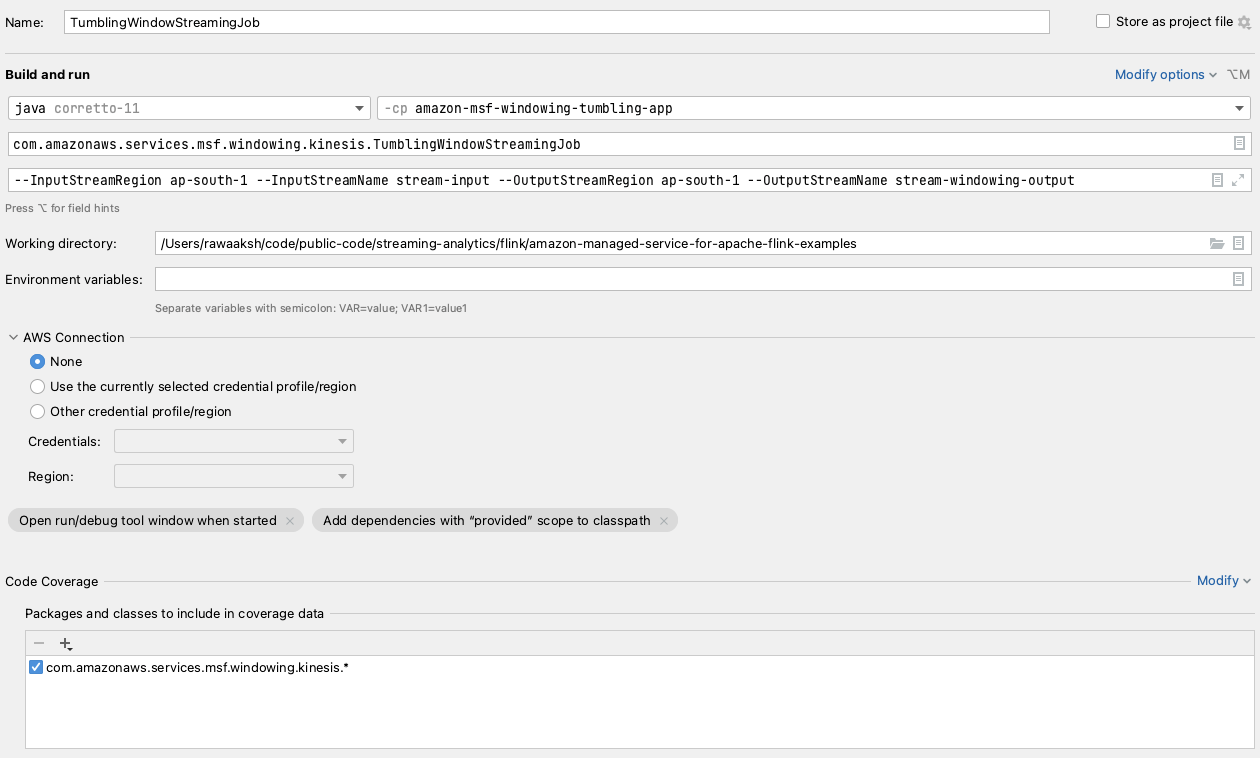 Name: TumblingWindowStreamingJob Store as project file
Build and run Modify options ⌥M
java corretto-11 -cp amazon-msf-windowing-tumbling-app
com.amazonaws.services.msf.windowing.kinesis.TumblingWindowStreamingJob
--InputStreamRegion ap-south-1 --InputStreamName stream-input --OutputStreamRegion ap-south-1 --OutputStreamName stream-windowing-output
Press ⌥ for field hints
Working directory: /Users/rawaaksh/code/public-code/streaming-analytics/flink/amazon-managed-service-for-apache-flink-examples
Environment variables:
Separate variables with semicolon: VAR=value; VAR1=value1
AWS Connection
None
Use the currently selected credential profile/region
Other credential profile/region
Credentials:
Region:
Open run/debug tool window when started × Add dependencies with “provided” scope to classpath ×
Code Coverage Modify
Packages and classes to include in coverage data
com.amazonaws.services.msf.windowing.kinesis.*